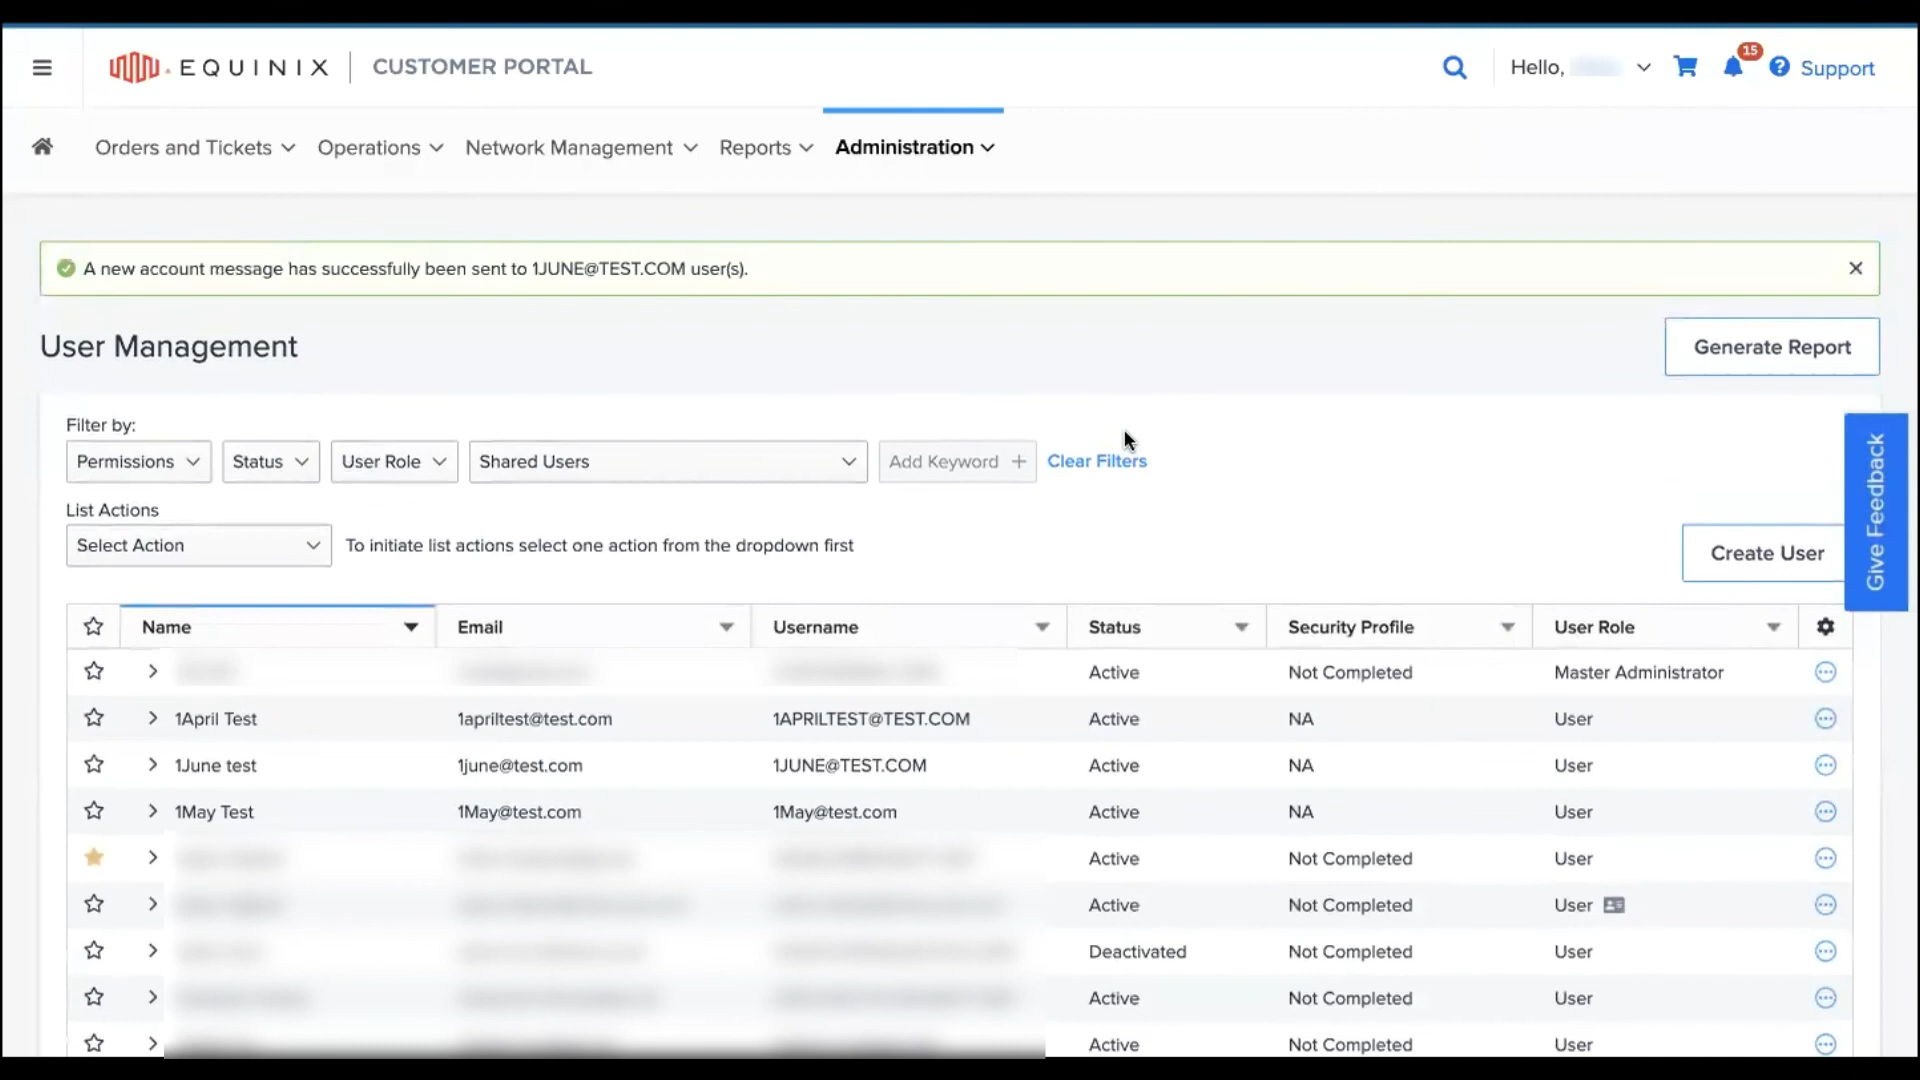 EQUINIX | CUSTOMER PORTAL
Hello,
15
Support
Orders and Tickets
Operations
Network Management
Reports
Administration
A new account message has successfully been sent to 1JUNE@TEST.COM user(s).
User Management
Generate Report
Filter by:
Permissions
Status
User Role
Shared Users
Add Keyword +
Clear Filters
Give Feedback
List Actions
Select Action
To initiate list actions select one action from the dropdown first
Create User
Name Email Username Status Security Profile User Role
Active Not Completed Master Administrator
1April Test 1apriltest@test.com 1APRILTEST@TEST.COM Active NA User
1June test 1june@test.com 1JUNE@TEST.COM Active NA User
1May Test 1May@test.com 1May@test.com Active NA User
Active Not Completed User
Active Not Completed User
Deactivated Not Completed User
Active Not Completed User
Active Not Completed User